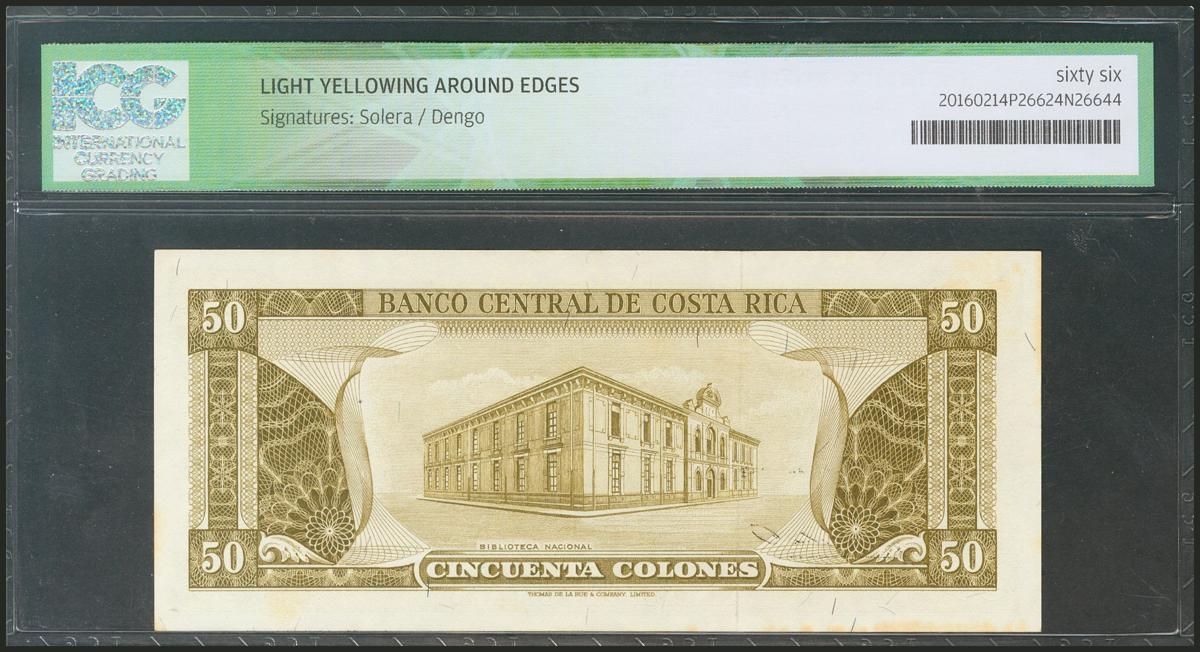 ICG
INTERNATIONAL
CURRENCY
GRADING
LIGHT YELLOWING AROUND EDGES
Signatures: Solera / Dengo
sixty six
20160214P26624N26644
50 BANCO CENTRAL DE COSTA RICA 50
BIBLIOTECA NACIONAL
50 CINCUENTA COLONES 50
THOMAS DE LA RUE & COMPANY, LIMITED.